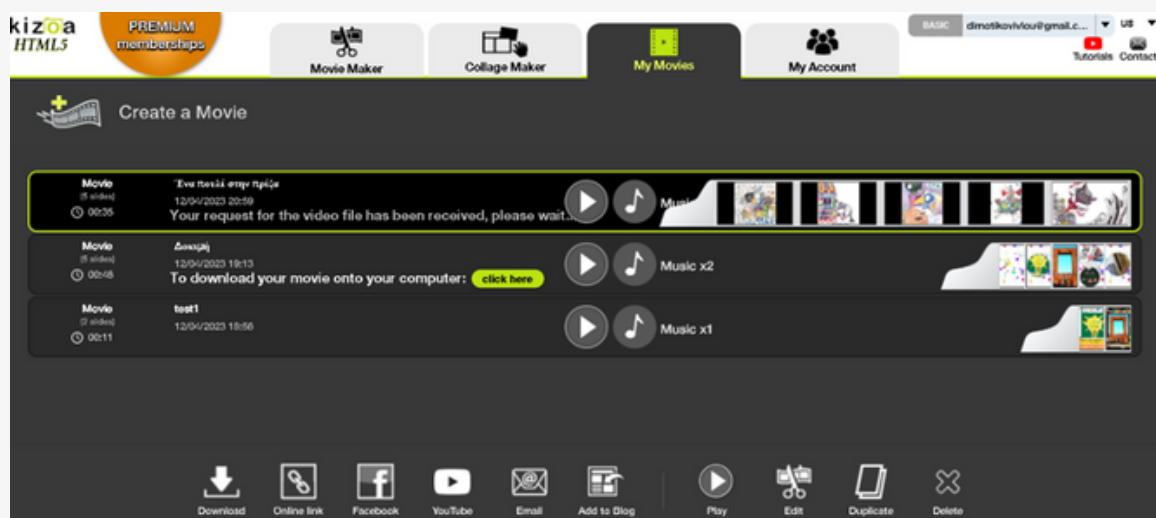 kizoa
HTML5
PREMIUM
memberships
Movie Maker
Collage Maker
My Movies
My Account
BASIC dimotikovivlou@gmail.c... US
Tutorials Contact
Create a Movie
Movie
(5 slides)
00:35
Ένα πουλί στην πρίζα
12/04/2023 20:59
Your request for the video file has been received, please wait...
Movie
(5 slides)
00:48
Δοκιμή
12/04/2023 19:13
To download your movie onto your computer: click here
Music x2
Movie
(2 slides)
00:11
test1
12/04/2023 18:56
Music x1
Download
Online link
Facebook
YouTube
Email
Add to Blog
Play
Edit
Duplicate
Delete